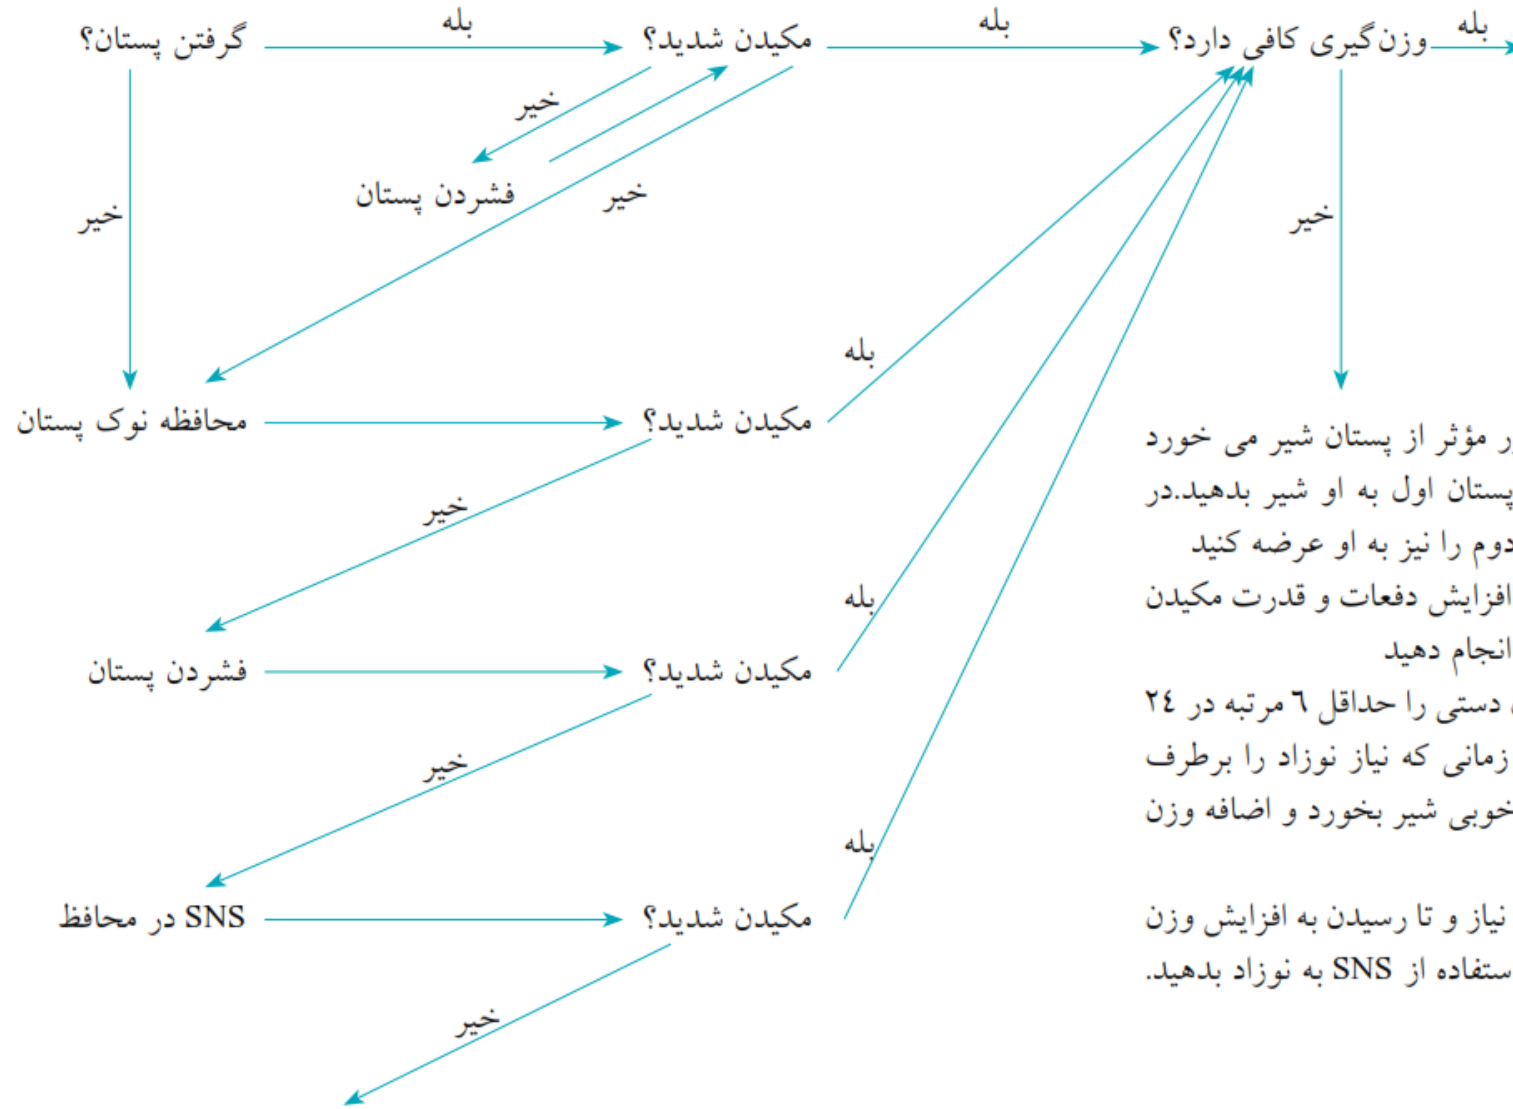 گرفتن پستان؟
بله
مکیدن شدید؟
بله
وزن‌گیری کافی دارد؟
بله
خیر
فشردن پستان
خیر
خیر
خیر
محافظه نوک پستان
مکیدن شدید؟
بله
خیر
فشردن پستان
مکیدن شدید؟
بله
خیر
SNS در محافظ
مکیدن شدید؟
بله
خیر
مؤثر از پستان شیر می خورد
پستان اول به او شیر بدهید.در
دوم را نیز به او عرضه کنید
افزایش دفعات و قدرت مکیدن
انجام دهید
دستی را حداقل ٦ مرتبه در ٢٤
زمانی که نیاز نوزاد را برطرف
خوبی شیر بخورد و اضافه وزن
نیاز و تا رسیدن به افزایش وزن
ستفاده از SNS به نوزاد بدهید.